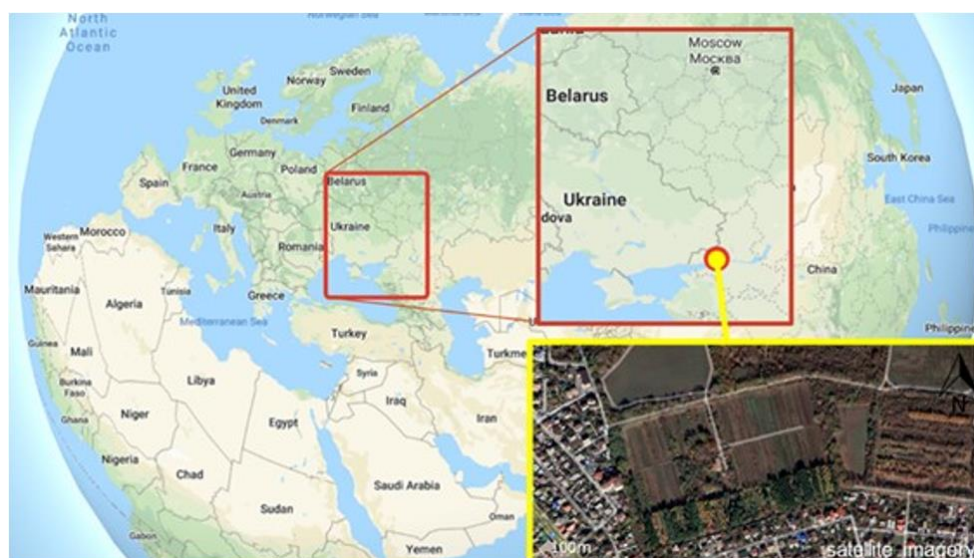 North
Atlantic
Ocean
Norwegian Sea
Sweden
Norway
Finland
United
Kingdom
Denmark
Germany
Poland
Belarus
France
Austria
Ukraine
Spain
Italy
Romania
Morocco
Western
Sahara
Greece
Tunisia
Mediterranean Sea
Turkey
Mauritania
Algeria
Syria
Turkme
Guinea
Mali
Libya
Iraq
Iran
Burkina
Faso
Egypt
Ghana
Niger
Saudi Arabia
Nigeria
Chad
Oman
Sudan
Gabon
Yemen
Japan
South Korea
East China Sea
Philippine
China
Philippin
Moscow
Москва
Belarus
Ukraine
dova
N
100m
satellite imagery